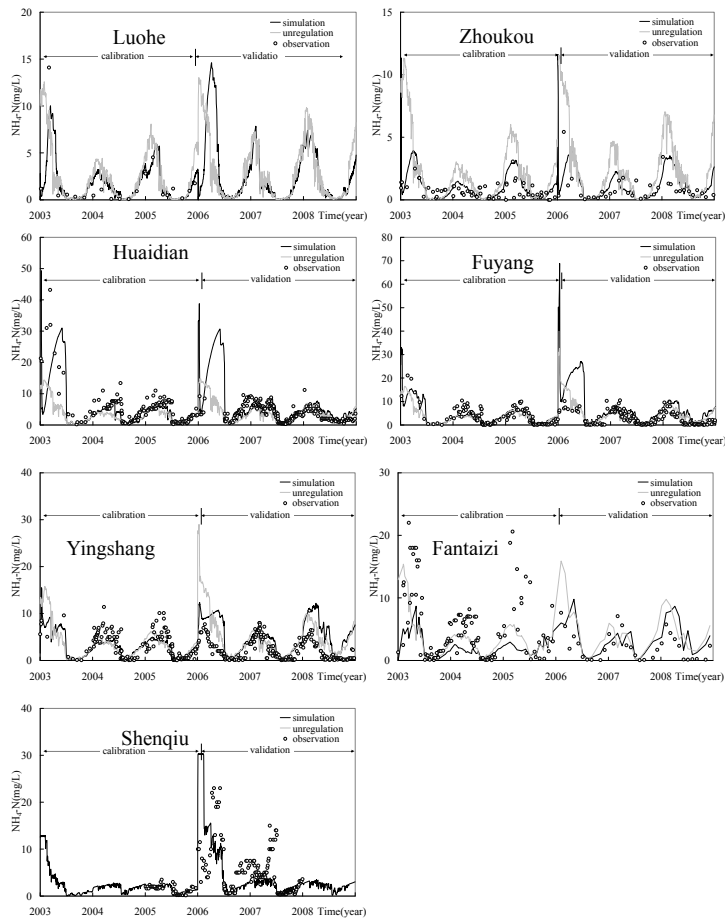 20
15
10
5
0
NH₄-N(mg/L)
Luohe
simulation
unregulation
observation
calibration
validatio
2003 2004 2005 2006 2007 2008 Time(year)
15
10
5
0
NH₄-N(mg/L)
Zhoukou
simulation
unregulation
observation
calibration
validation
2003 2004 2005 2006 2007 2008 Time(year)
60
50
40
30
20
10
0
NH₄-N(mg/L)
Huaidian
simulation
unregulation
observation
calibration
validation
2003 2004 2005 2006 2007 2008 Time(year)
80
70
60
50
40
30
20
10
0
NH₄-N(mg/L)
Fuyang
simulation
unregulation
observation
calibration
validation
2003 2004 2005 2006 2007 2008 Time(year)
40
30
20
10
0
NH₄-N(mg/L)
Yingshang
simulation
unregulation
observation
calibration
validation
2003 2004 2005 2006 2007 2008 Time(year)
30
20
10
0
NH₄-N(mg/L)
Fantaizi
simulation
unregulation
observation
calibration
validation
2003 2004 2005 2006 2007 2008 Time(year)
40
30
20
10
0
NH₄-N(mg/L)
Shenqiu
simulation
unregulation
observation
calibration
validation
2003 2004 2005 2006 2007 2008 Time(year)